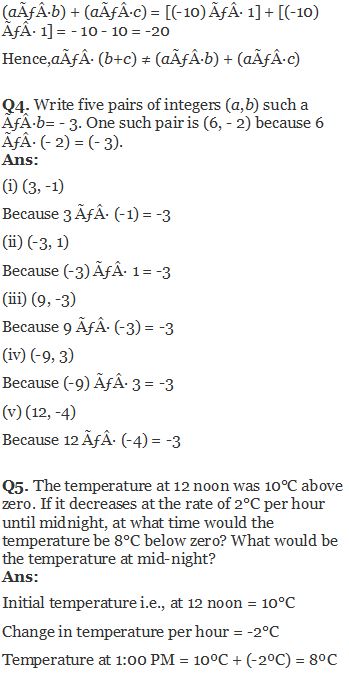 (aÃƒÂ·b) + (aÃƒÂ·c) = [(-10) ÃƒÂ· 1] + [(-10)
ÃƒÂ· 1] = - 10 - 10 = -20
Hence,aÃƒÂ· (b+c) ≠ (aÃƒÂ·b) + (aÃƒÂ·c)
Q4. Write five pairs of integers (a,b) such a
ÃƒÂ·b= - 3. One such pair is (6, - 2) because 6
ÃƒÂ· (- 2) = (- 3).
Ans:
(i) (3, -1)
Because 3 ÃƒÂ· (-1) = -3
(ii) (-3, 1)
Because (-3) ÃƒÂ· 1 = -3
(iii) (9, -3)
Because 9 ÃƒÂ· (-3) = -3
(iv) (-9, 3)
Because (-9) ÃƒÂ· 3 = -3
(v) (12, -4)
Because 12 ÃƒÂ· (-4) = -3
Q5. The temperature at 12 noon was 10°C above
zero. If it decreases at the rate of 2°C per hour
until midnight, at what time would the
temperature be 8°C below zero? What would be
the temperature at mid-night?
Ans:
Initial temperature i.e., at 12 noon = 10°C
Change in temperature per hour = -2°C
Temperature at 1:00 PM = 10ºC + (-2ºC) = 8ºC